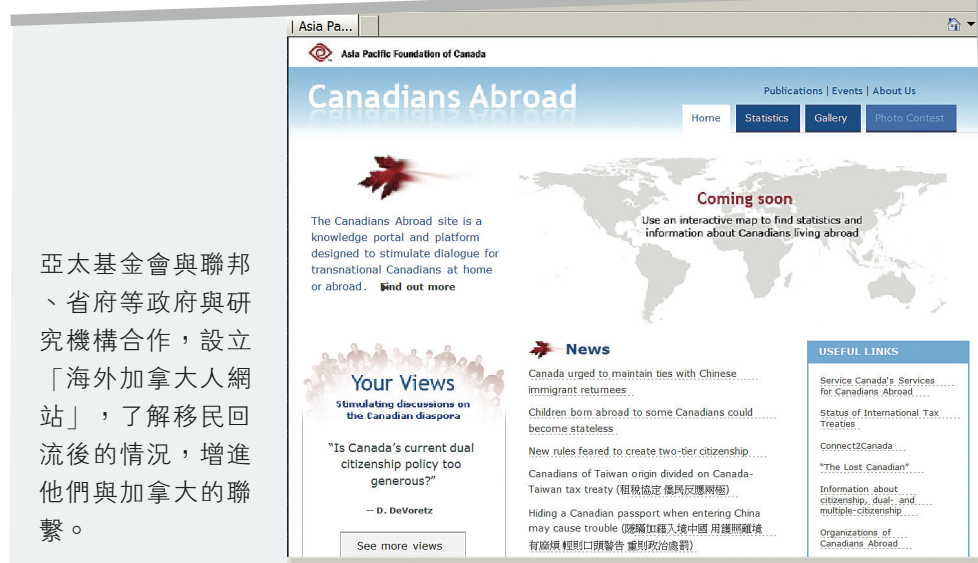 亞太基金會與聯邦
、省府等政府與研
究機構合作，設立
「海外加拿大人網
站」，了解移民回
流後的情況，增進
他們與加拿大的聯
繫。
Asia Pa...
Asia Pacific Foundation of Canada
Canadians Abroad
Publications | Events | About Us
Home Statistics Gallery Photo Contest
The Canadians Abroad site is a
knowledge portal and platform
designed to stimulate dialogue for
transnational Canadians at home
or abroad. Find out more
Coming soon
Use an interactive map to find statistics and
information about Canadians living abroad
Your Views
Stimulating discussions on
the Canadian diaspora
"Is Canada's current dual
citizenship policy too
generous?"
-- D. DeVoretz
See more views
News
Canada urged to maintain ties with Chinese
immigrant returnees
Children born abroad to some Canadians could
become stateless
New rules feared to create two-tier citizenship
Canadians of Taiwan origin divided on Canada-
Taiwan tax treaty (租稅協定 僑民反應兩極)
Hiding a Canadian passport when entering China
may cause trouble (隱瞞加籍入境中國 用護照離境
有麻煩 輕則口頭警告 重則政治處罰)
USEFUL LINKS
Service Canada's Services
for Canadians Abroad
Status of International Tax
Treaties
Connect2Canada
"The Lost Canadian"
Information about
citizenship, dual- and
multiple-citizenship
Organizations of
Canadians Abroad